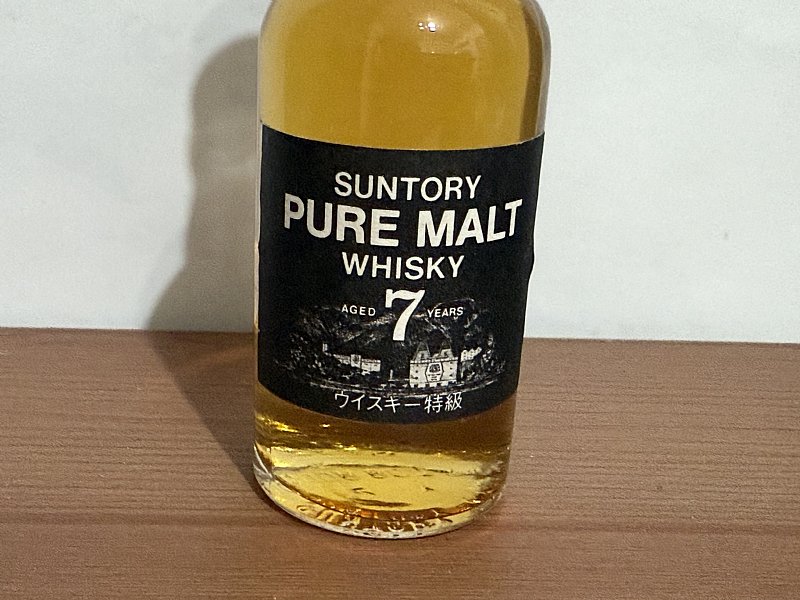 SUNTORY
PURE MALT
WHISKY
AGED 7 YEARS
ウイスキー特級